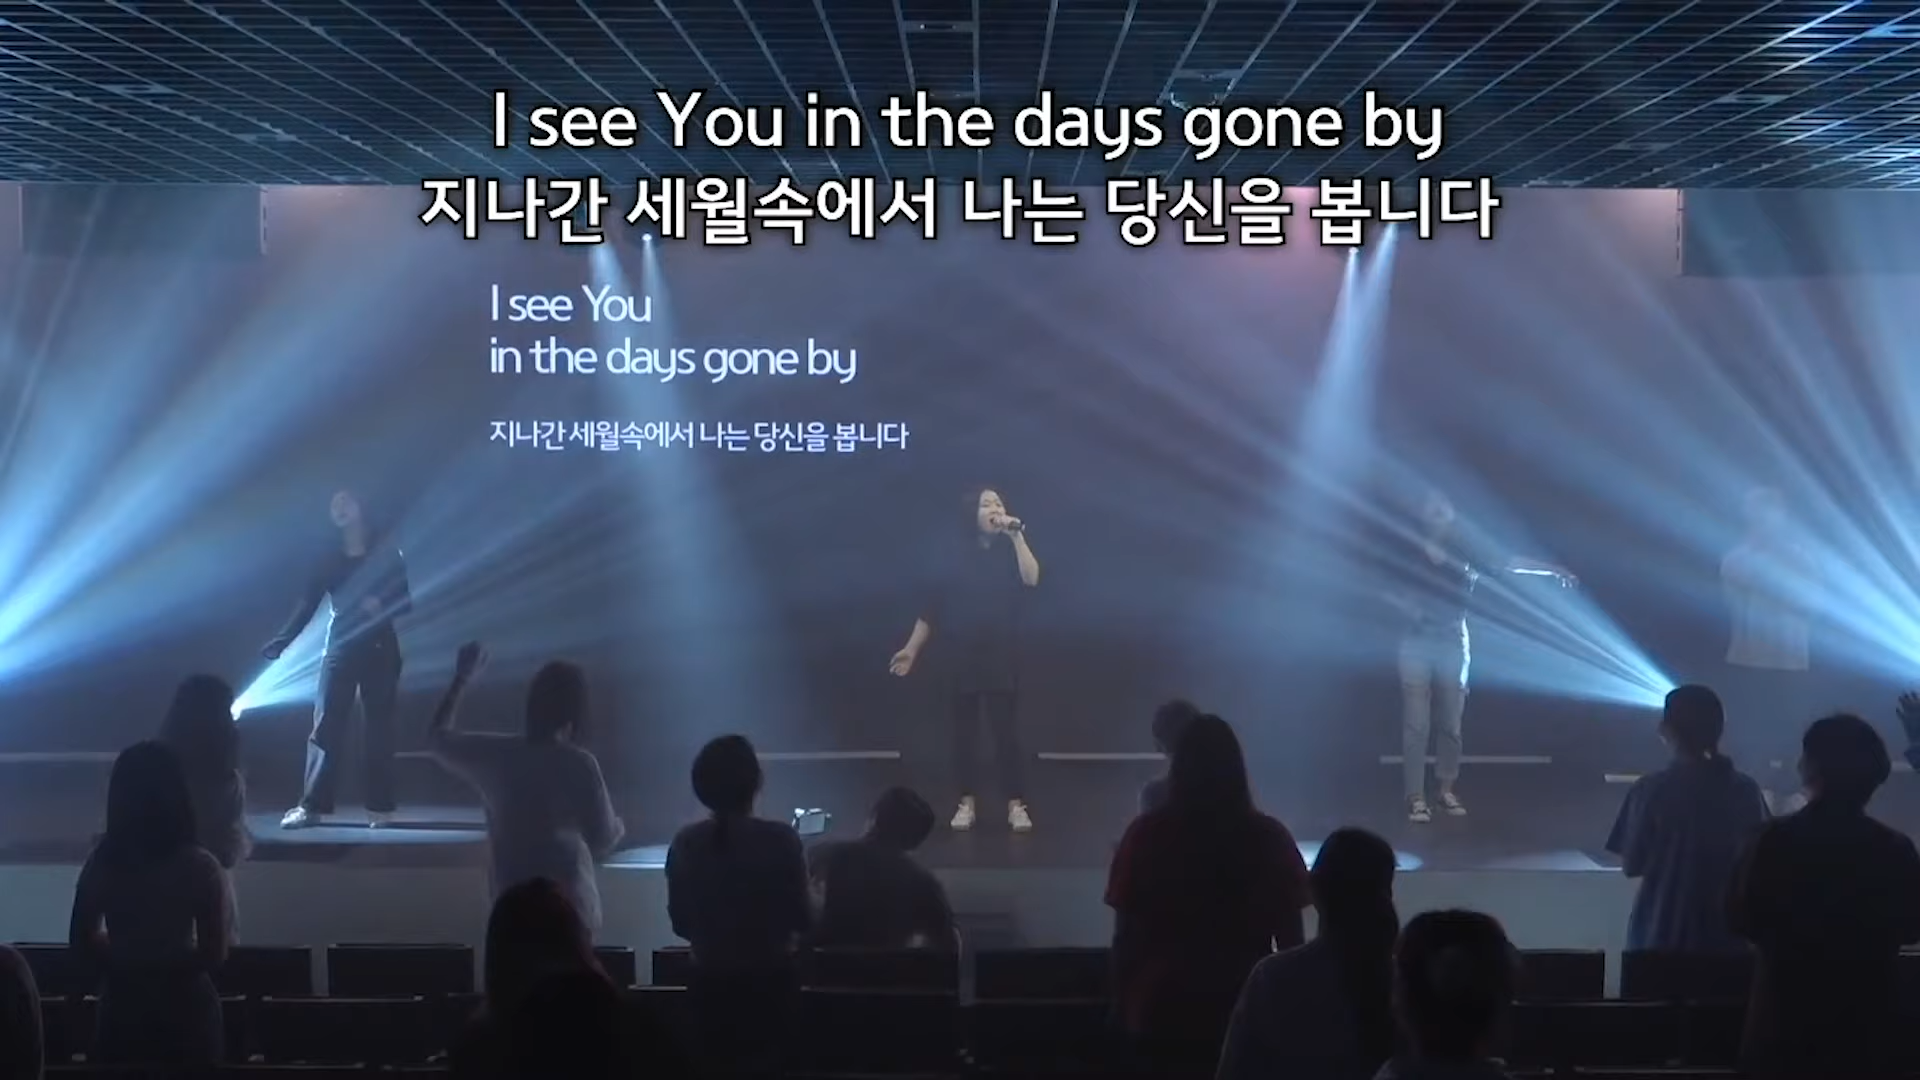 I see You in the days gone by
지나간 세월속에서 나는 당신을 봅니다
I see You
in the days gone by
지나간 세월속에서 나는 당신을 봅니다